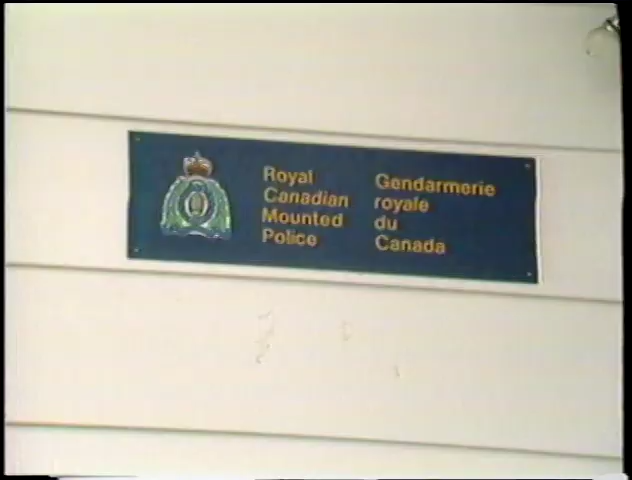 Royal
Canadian
Mounted
Police
Gendarmerie
royale
du
Canada